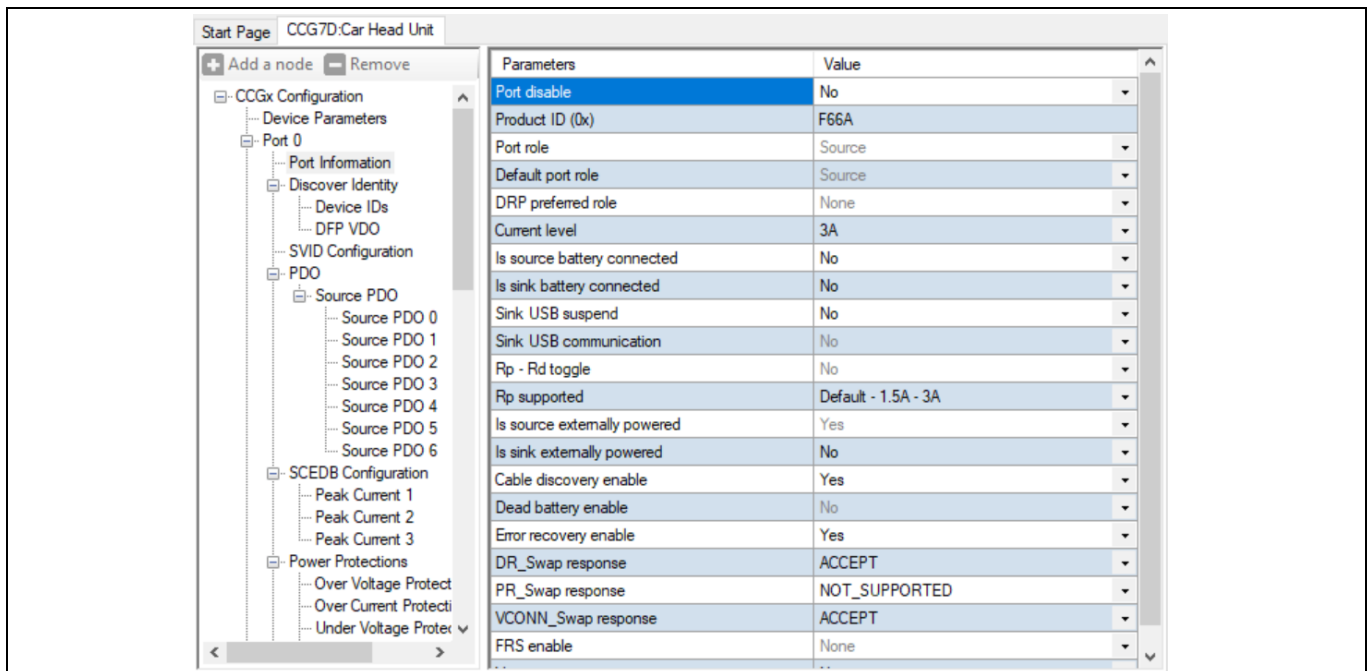 Start Page CCG7D:Car Head Unit
Add a node Remove
CCGx Configuration
Device Parameters
Port 0
Port Information
Discover Identity
Device IDs
DFP VDO
SVID Configuration
PDO
Source PDO
Source PDO 0
Source PDO 1
Source PDO 2
Source PDO 3
Source PDO 4
Source PDO 5
Source PDO 6
SCEDB Configuration
Peak Current 1
Peak Current 2
Peak Current 3
Power Protections
Over Voltage Protect
Over Current Protecti
Under Voltage Protec
Parameters Value
Port disable No
Product ID (0x) F66A
Port role Source
Default port role Source
DRP preferred role None
Current level 3A
Is source battery connected No
Is sink battery connected No
Sink USB suspend No
Sink USB communication No
Rp - Rd toggle No
Rp supported Default - 1.5A - 3A
Is source externally powered Yes
Is sink externally powered No
Cable discovery enable Yes
Dead battery enable No
Error recovery enable Yes
DR_Swap response ACCEPT
PR_Swap response NOT_SUPPORTED
VCONN_Swap response ACCEPT
FRS enable None